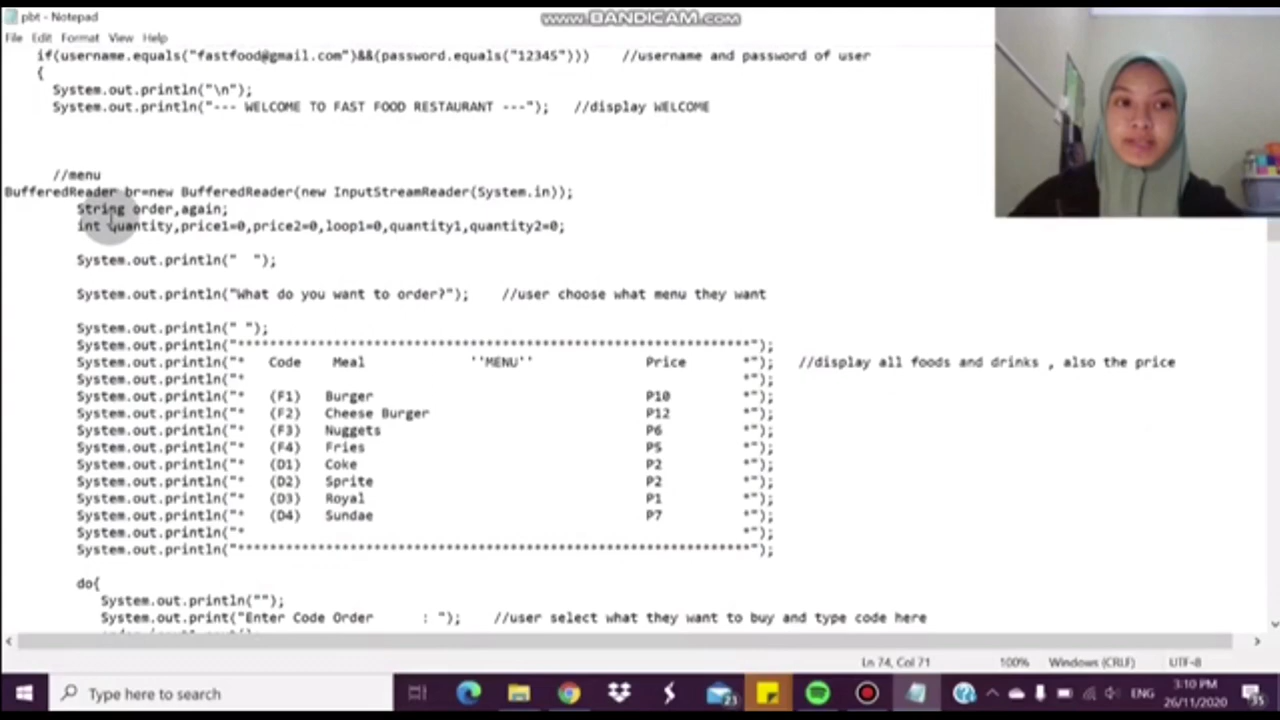 pbt - Notepad
www.BANDICAM.com
File Edit Format View Help
if(username.equals("fastfood@gmail.com")&&(password.equals("12345"))) //username and password of user
{
System.out.println("\n");
System.out.println("--- WELCOME TO FAST FOOD RESTAURANT ---"); //display WELCOME
//menu
BufferedReader br=new BufferedReader(new InputStreamReader(System.in));
String order,again;
int quantity,price1=0,price2=0,loop1=0,quantity1,quantity2=0;
System.out.println("  ");
System.out.println("What do you want to order?"); //user choose what menu they want
System.out.println(" ");
System.out.println("****************************************************************");
System.out.println("* Code Meal ''MENU'' Price *"); //display all foods and drinks , also the price
System.out.println("* *");
System.out.println("* (F1) Burger P10 *");
System.out.println("* (F2) Cheese Burger P12 *");
System.out.println("* (F3) Nuggets P6 *");
System.out.println("* (F4) Fries P5 *");
System.out.println("* (D1) Coke P2 *");
System.out.println("* (D2) Sprite P2 *");
System.out.println("* (D3) Royal P1 *");
System.out.println("* (D4) Sundae P7 *");
System.out.println("* *");
System.out.println("****************************************************************");
do{
System.out.println("");
System.out.print("Enter Code Order : "); //user select what they want to buy and type code here
Ln 74, Col 71 100% Windows (CRLF) UTF-8
Type here to search
23
ENG
3:10 PM
26/11/2020
35